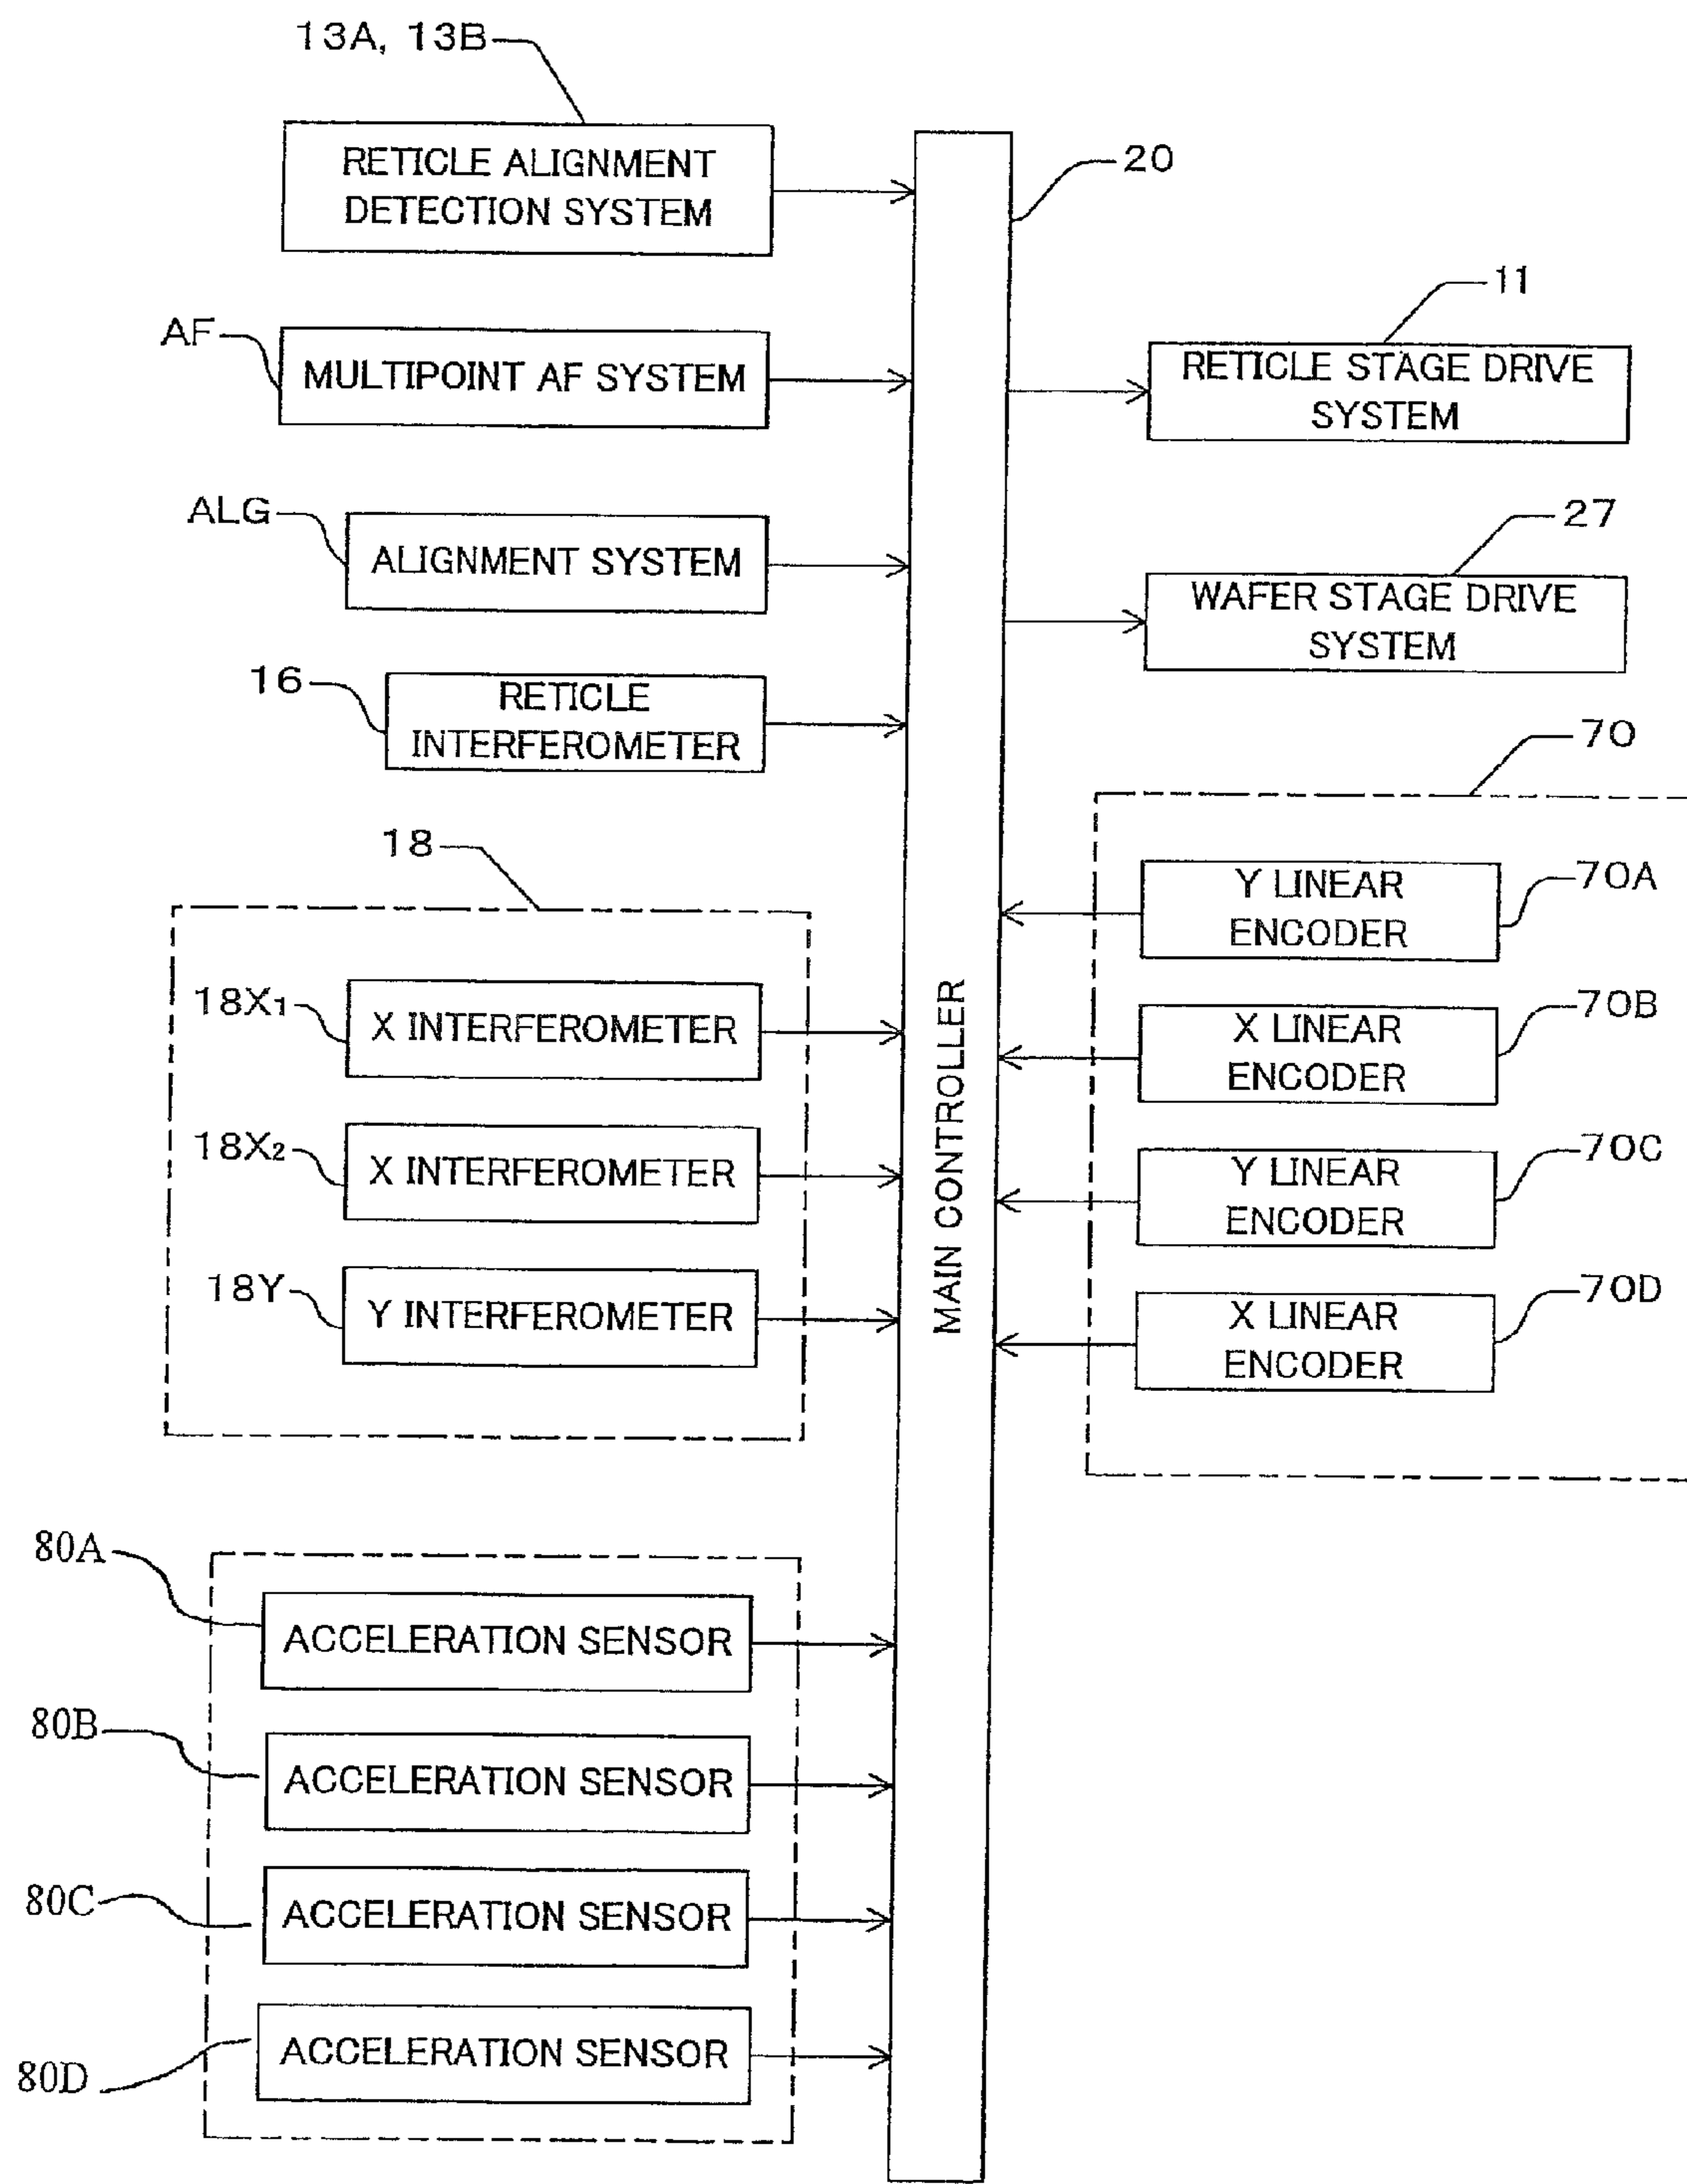 13A, 13B
RETICLE ALIGNMENT
DETECTION SYSTEM
20
11
AF
MULTIPOINT AF SYSTEM
RETICLE STAGE DRIVE
SYSTEM
ALG
ALIGNMENT SYSTEM
27
WAFER STAGE DRIVE
SYSTEM
16
RETICLE
INTERFEROMETER
70
18
Y LINEAR
ENCODER
70A
18X1
X INTERFEROMETER
X LINEAR
ENCODER
70B
MAIN CONTROLLER
18X2
X INTERFEROMETER
Y LINEAR
ENCODER
70C
18Y
Y INTERFEROMETER
X LINEAR
ENCODER
70D
80A
ACCELERATION SENSOR
80B
ACCELERATION SENSOR
80C
ACCELERATION SENSOR
80D
ACCELERATION SENSOR